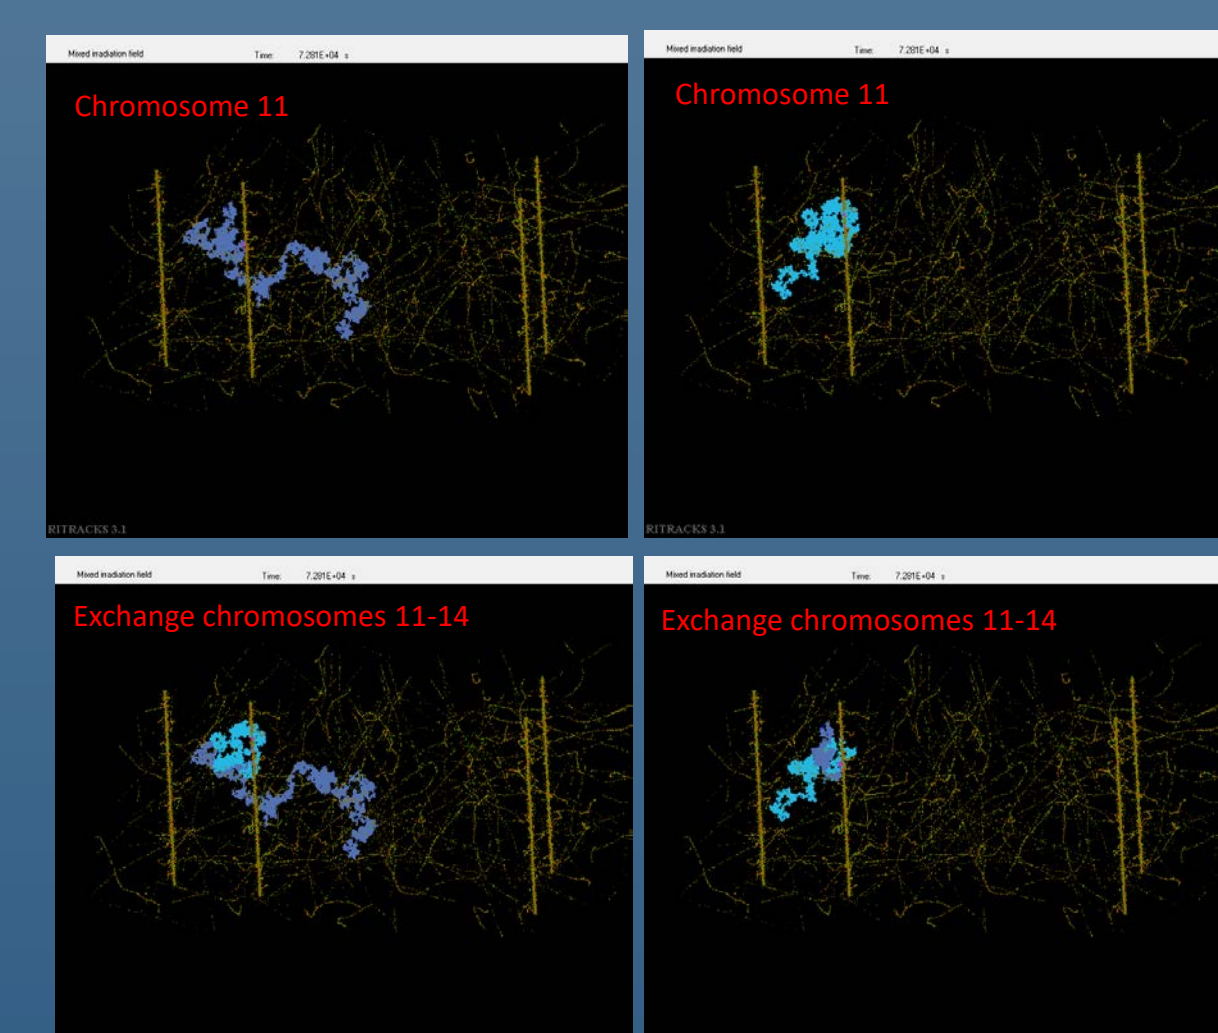 Mixed irradiation field Time: 7.281E+04 s
Chromosome 11
RITRACKS 3.1
Mixed irradiation field Time: 7.281E+04 s
Chromosome 11
RITRACKS 3.1
Mixed irradiation field Time: 7.281E+04 s
Exchange chromosomes 11-14
Mixed irradiation field Time: 7.281E+04 s
Exchange chromosomes 11-14